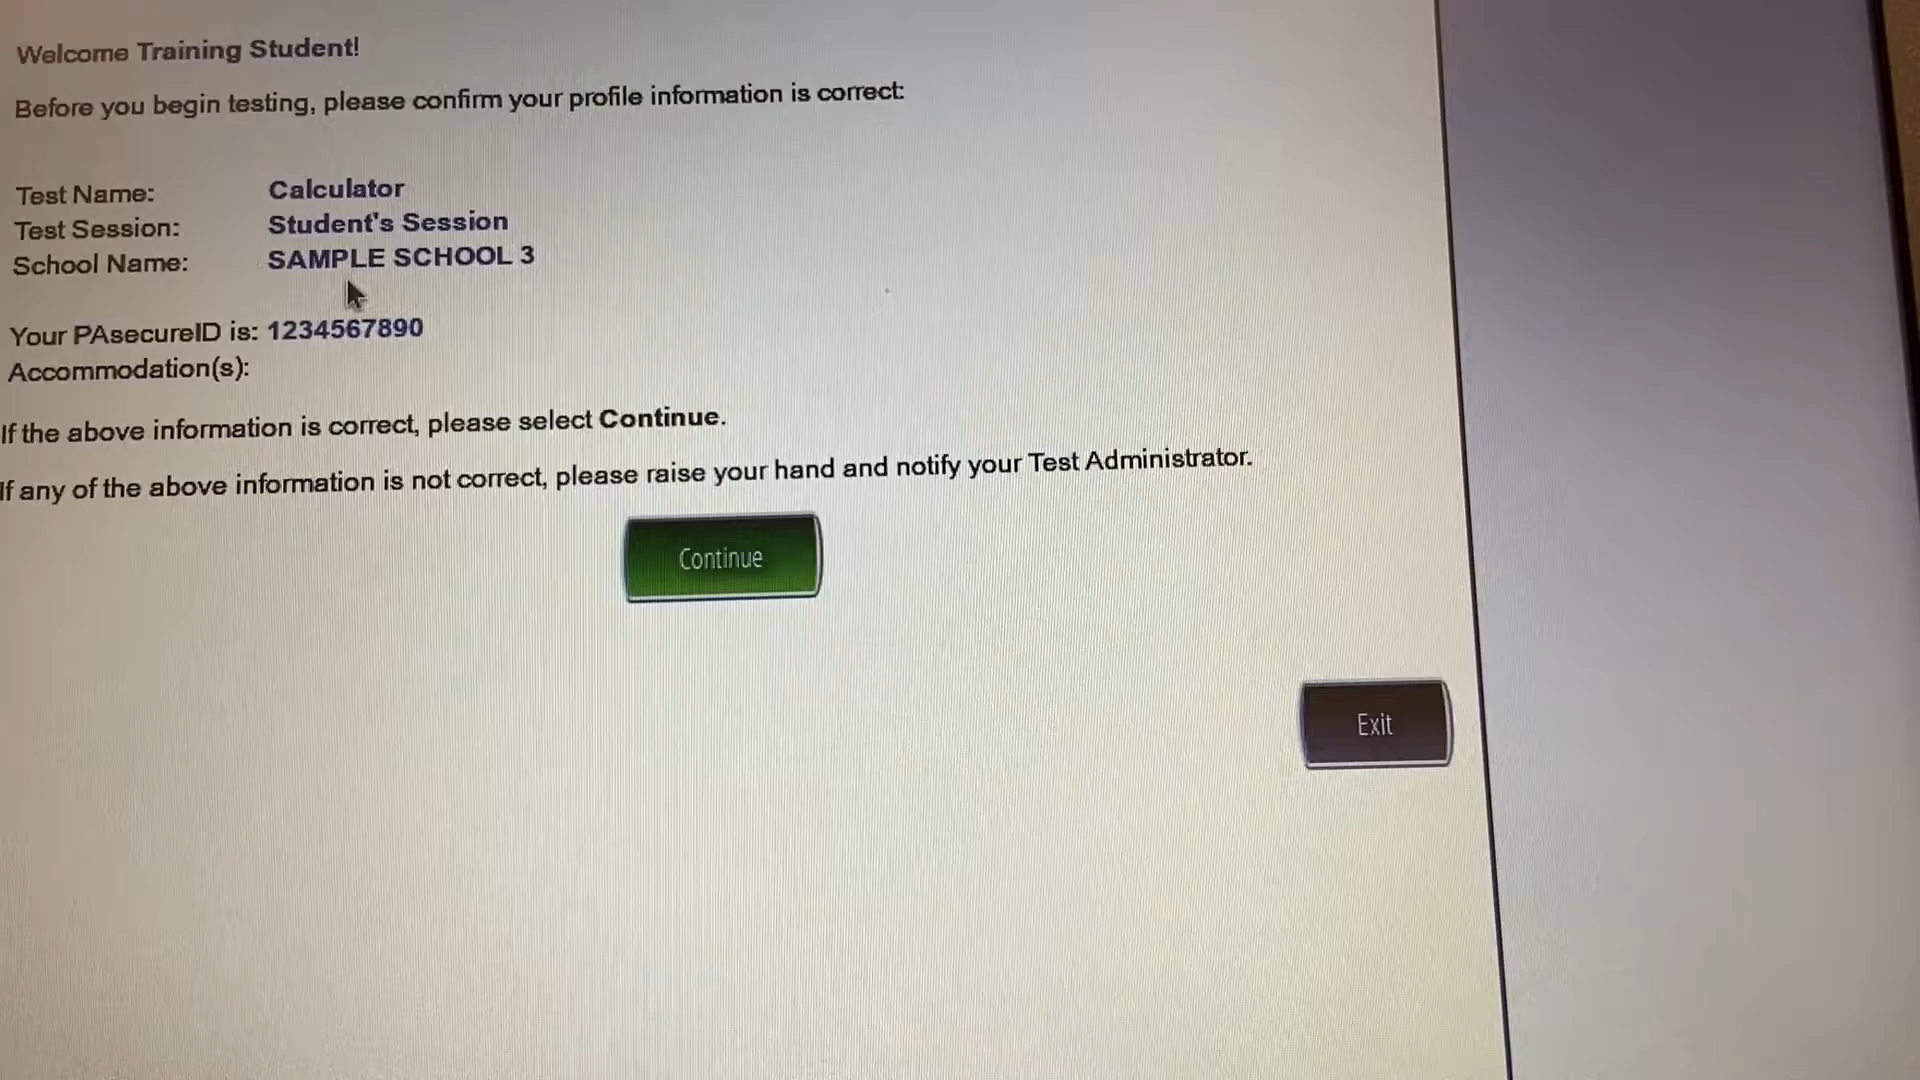 Welcome Training Student!
Before you begin testing, please confirm your profile information is correct:
Test Name: Calculator
Test Session: Student's Session
School Name: SAMPLE SCHOOL 3
Your PAsecureID is: 1234567890
Accommodation(s):
If the above information is correct, please select Continue.
If any of the above information is not correct, please raise your hand and notify your Test Administrator.
Continue
Exit